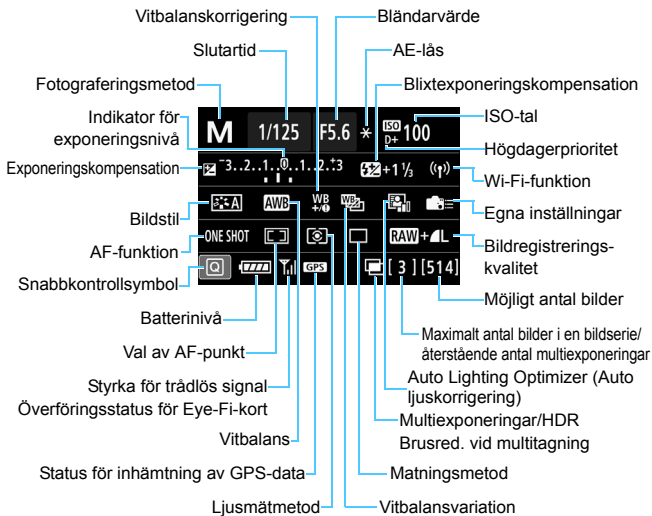 Vitbalanskorrigering
Bländarvärde
Slutartid
AE-lås
Fotograferingsmetod
Blixtexponeringskompensation
Indikator för
exponeringsnivå
ISO-tal
M 1/125 F5.6 * ISO D+ 100
Högdagerprioritet
Exponeringskompensation
-3..2..1..0..1..2.+3 +1 1/3
Wi-Fi-funktion
Bildstil
A AWB WB +/-
Egna inställningar
AF-funktion
ONE SHOT RAW+L
Bildregistrerings-
kvalitet
Snabbkontrollsymbol
Q GPS [ 3 ] [514]
Möjligt antal bilder
Batterinivå
Val av AF-punkt
Maximalt antal bilder i en bildserie/
återstående antal multiexponeringar
Styrka för trådlös signal
Överföringsstatus för Eye-Fi-kort
Auto Lighting Optimizer (Auto
ljuskorrigering)
Vitbalans
Multiexponeringar/HDR
Brusred. vid multitagning
Status för inhämtning av GPS-data
Matningsmetod
Ljusmätmetod
Vitbalansvariation